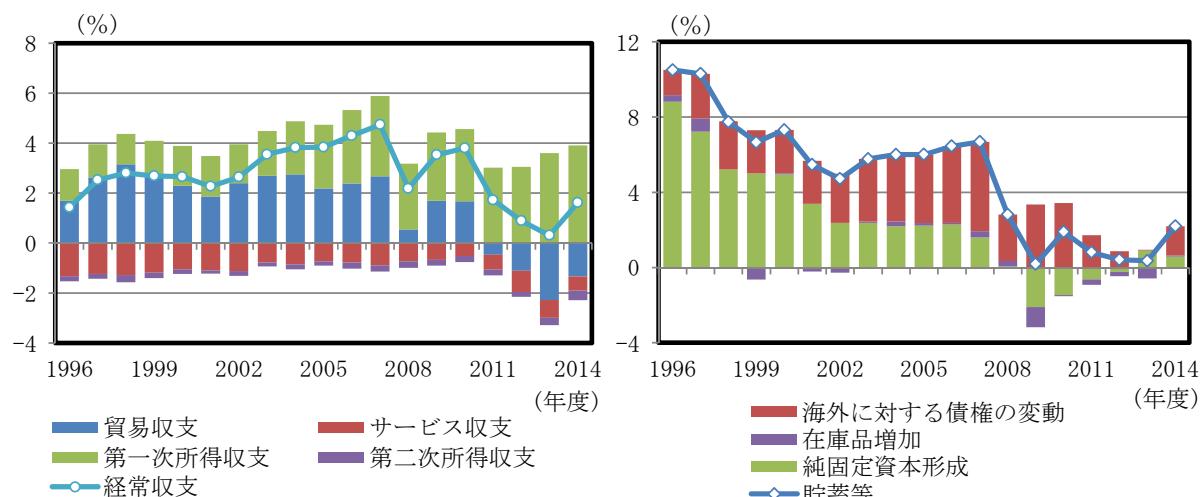 (%)
8
6
4
2
0
−2
−4
1996
1999
2002
2005
2008
2011
2014
(年度)
貿易収支
サービス収支
第一次所得収支
第二次所得収支
経常収支
(%)
12
8
4
0
−4
1996
1999
2002
2005
2008
2011
2014
(年度)
海外に対する債権の変動
在庫品増加
純固定資本形成
貯蓄等